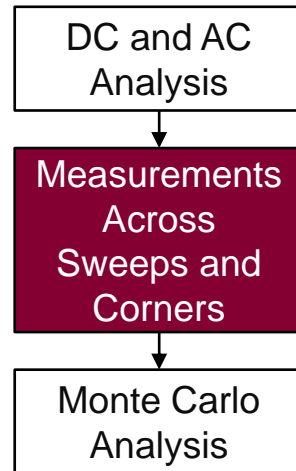 DC and AC
Analysis
Measurements
Across
Sweeps and
Corners
Monte Carlo
Analysis